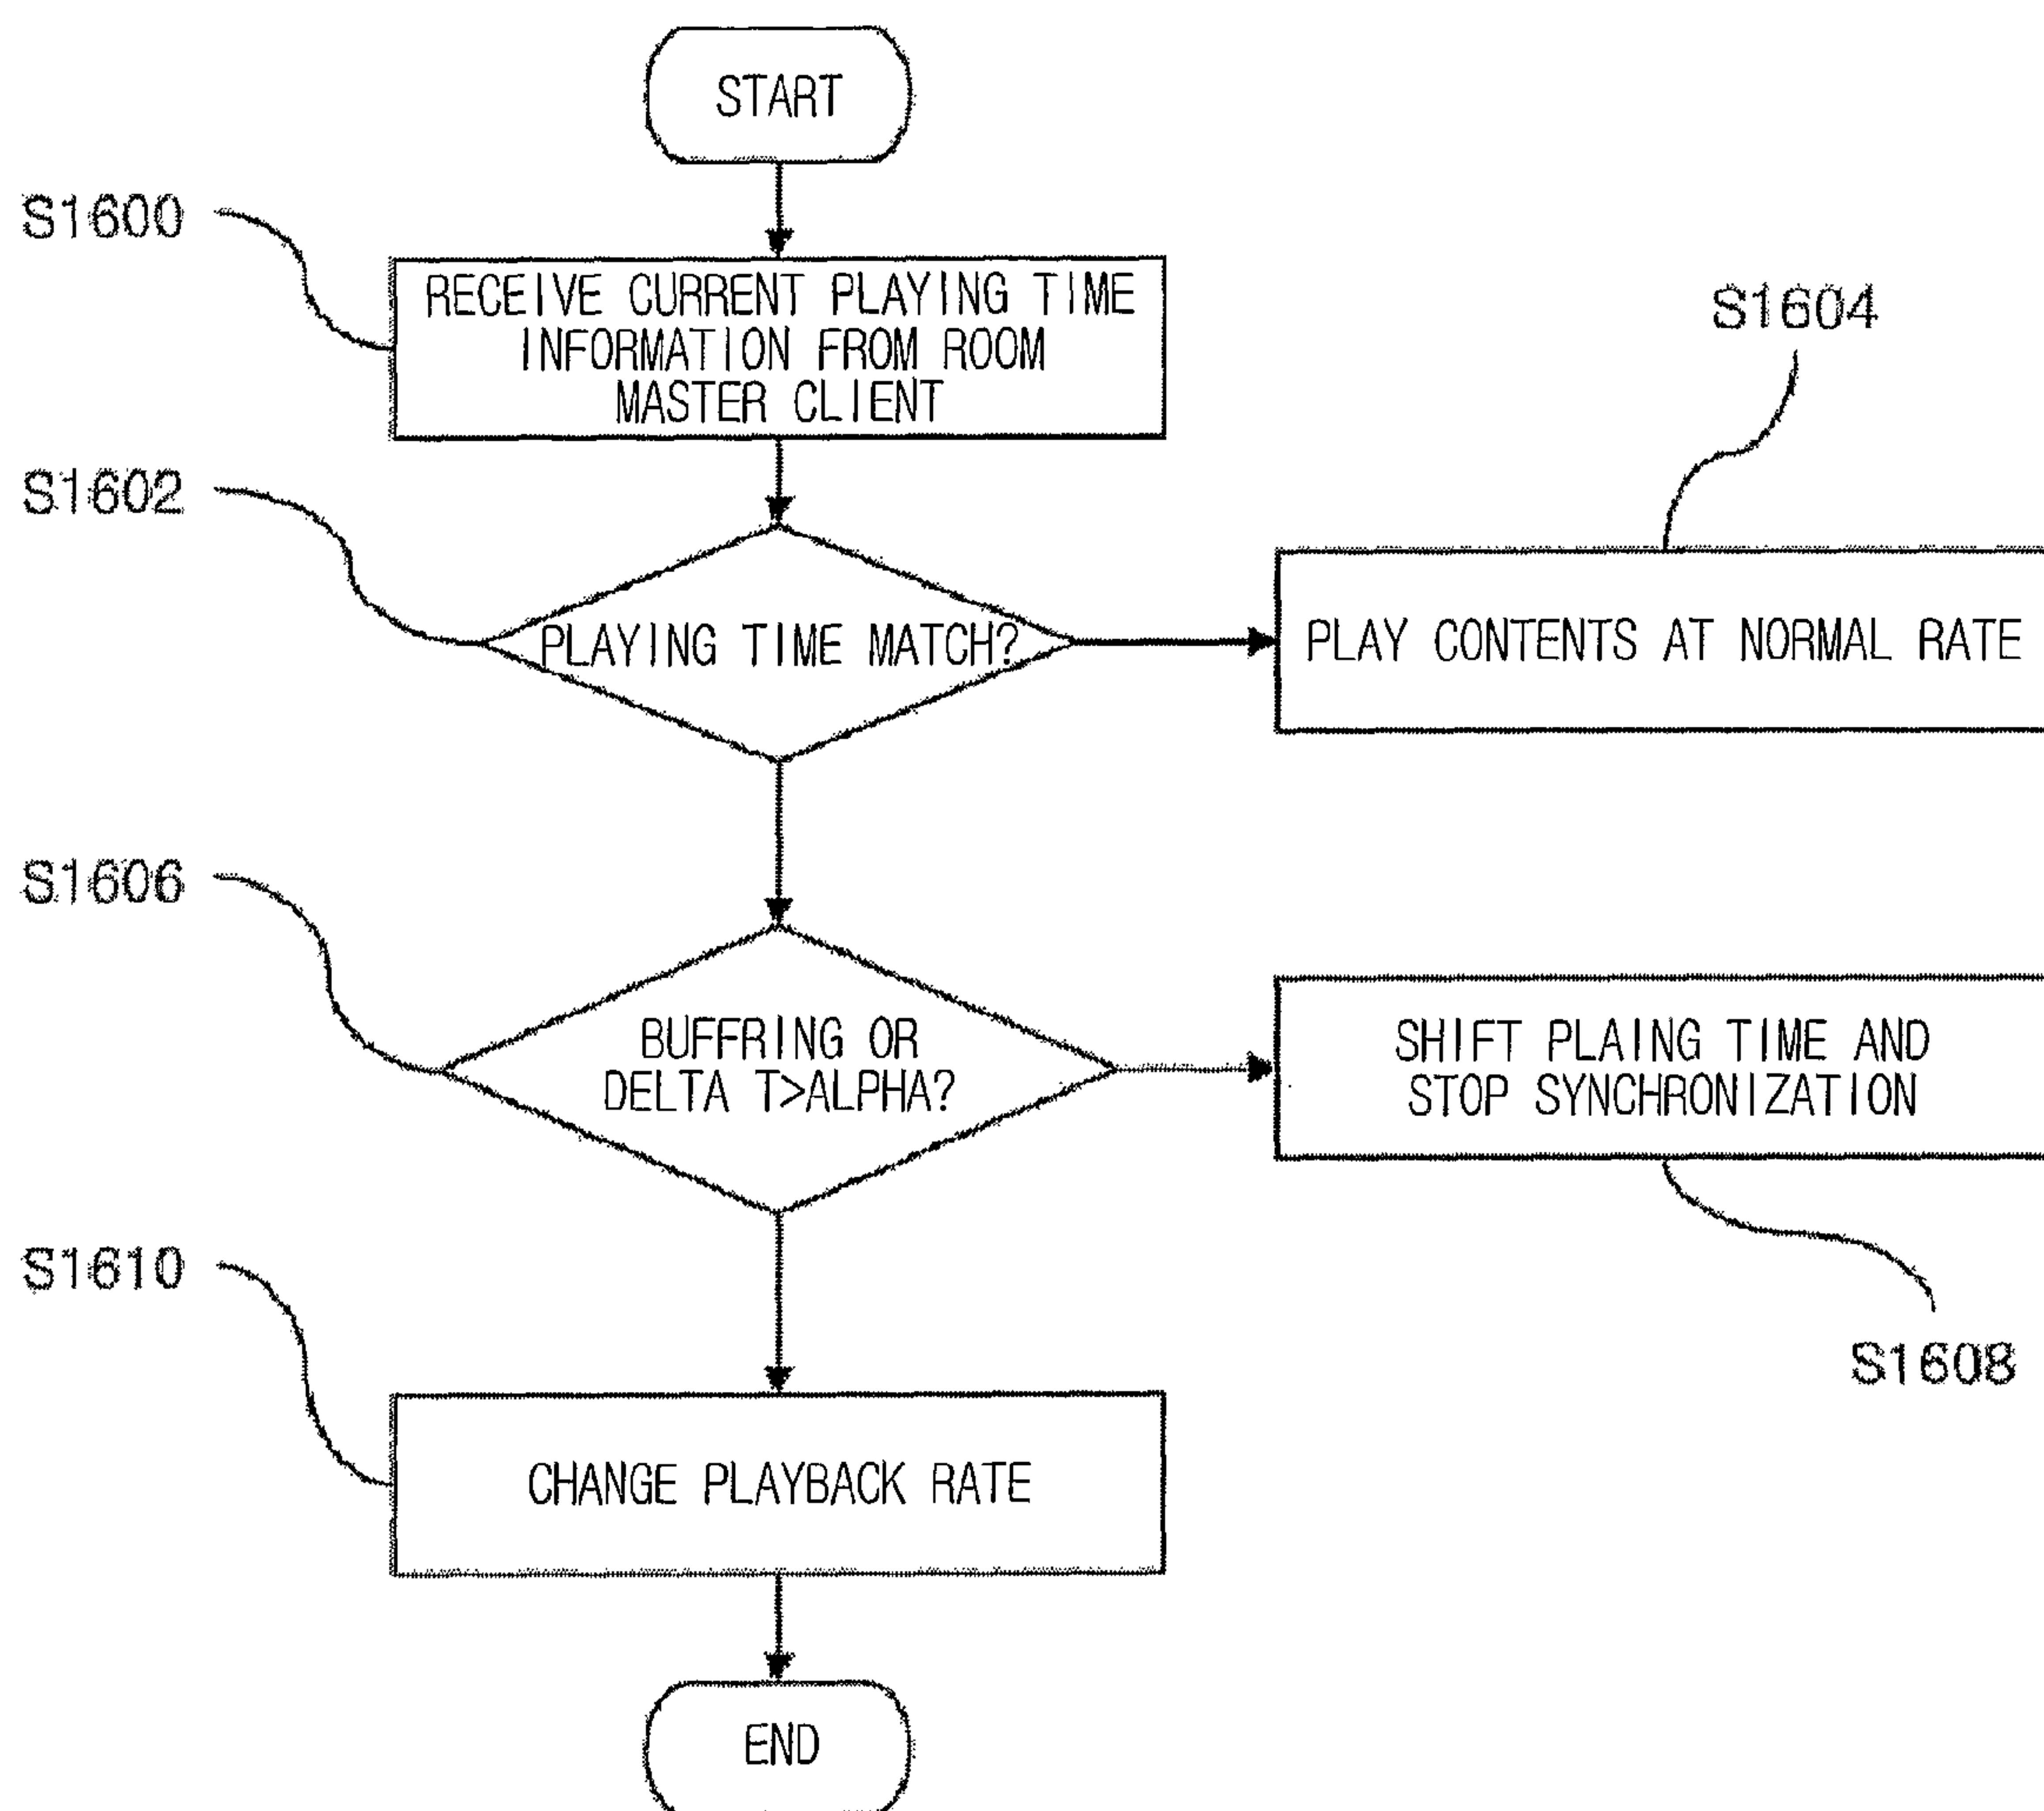 START
S1600
RECEIVE CURRENT PLAYING TIME
INFORMATION FROM ROOM
MASTER CLIENT
S1604
S1602
PLAYING TIME MATCH?
PLAY CONTENTS AT NORMAL RATE
S1606
BUFFRING OR
DELTA T>ALPHA?
SHIFT PLAING TIME AND
STOP SYNCHRONIZATION
S1610
S1608
CHANGE PLAYBACK RATE
END